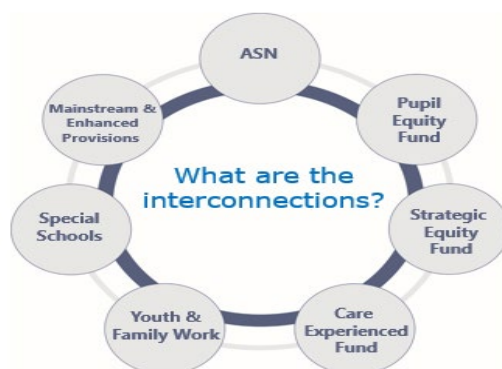 ASN
Pupil
Equity
Fund
Strategic
Equity
Fund
Care
Experienced
Fund
Youth &
Family Work
Special
Schools
Mainstream &
Enhanced
Provisions
What are the
interconnections?